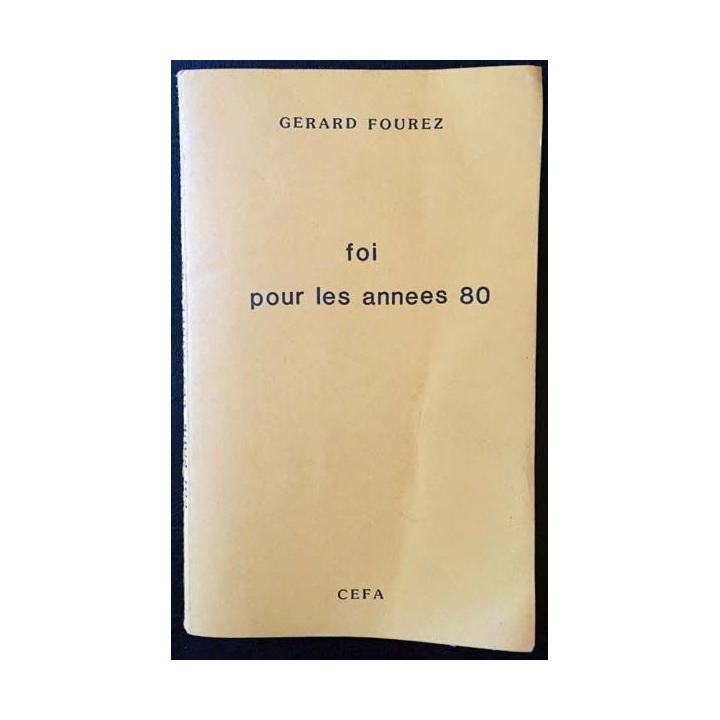 GERARD FOUREZ
foi
pour les annees 80
CEFA